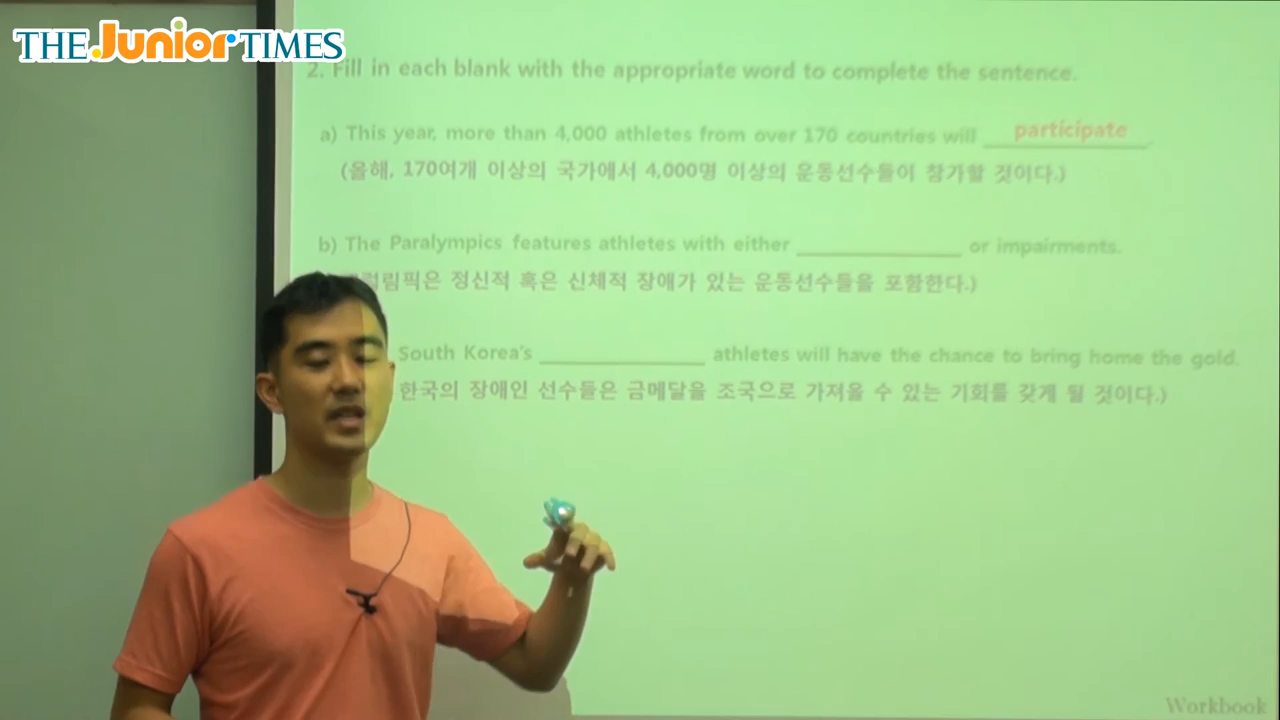 THE Junior TIMES
2. Fill in each blank with the appropriate word to complete the sentence.
a) This year, more than 4,000 athletes from over 170 countries will participate.
(올해, 170여개 이상의 국가에서 4,000명 이상의 운동선수들이 참가할 것이다.)
b) The Paralympics features athletes with either ______________ or impairments.
림픽은 정신적 혹은 신체적 장애가 있는 운동선수들을 포함한다.)
South Korea's ______________ athletes will have the chance to bring home the gold.
한국의 장애인 선수들은 금메달을 조국으로 가져올 수 있는 기회를 갖게 될 것이다.)
Workbook